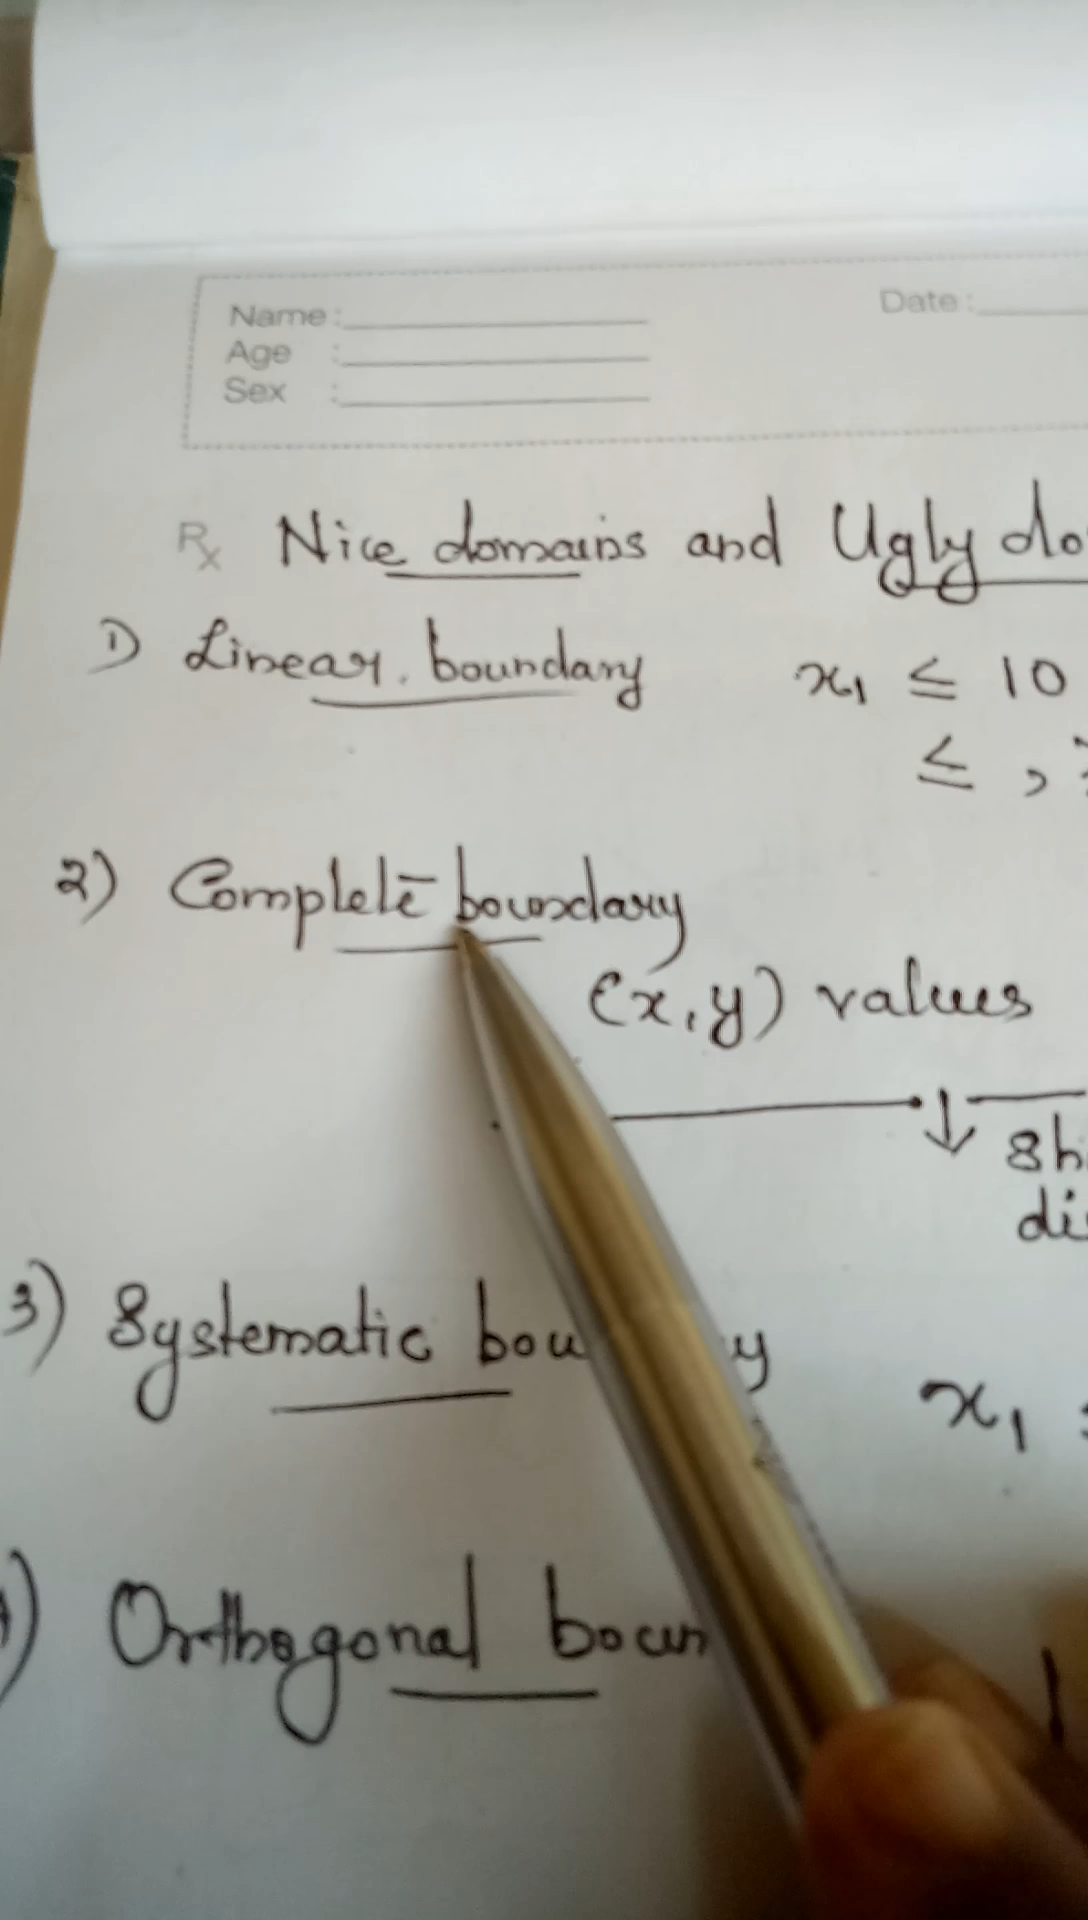 Name :
Date :
Age :
Sex :
Rx Nice domains and Ugly do
1) Linear boundary x1 ≤ 10
≤ ,
2) Complete boundary
(x, y) values
↓ shi
di
3) Systematic bou y
x1
) Orthogonal boun